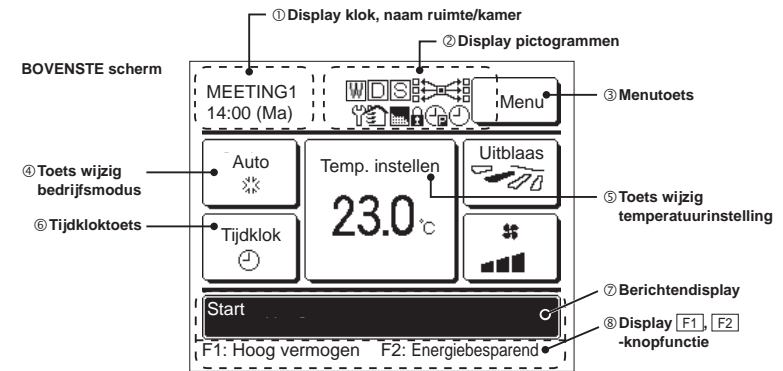 ①Display klok, naam ruimte/kamer
②Display pictogrammen
BOVENSTE scherm
MEETING1
14:00 (Ma)
W D S
P
Menu
③Menutoets
④Toets wijzig
bedrijfsmodus
Auto
Temp. instellen
23.0 °C
Uitblaas
⑤Toets wijzig
temperatuurinstelling
⑥Tijdkloktoets
Tijdklok
Start
⑦Berichtendisplay
F1: Hoog vermogen F2: Energiebesparend
⑧Display F1, F2
-knopfunctie